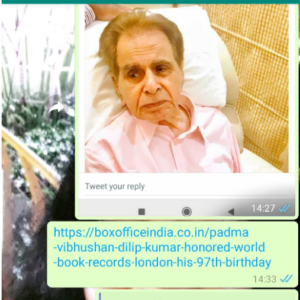 Tweet your reply
14:27
https://boxofficeindia.co.in/padma
-vibhushan-dilip-kumar-honored-world
-book-records-london-his-97th-birthday
14:33